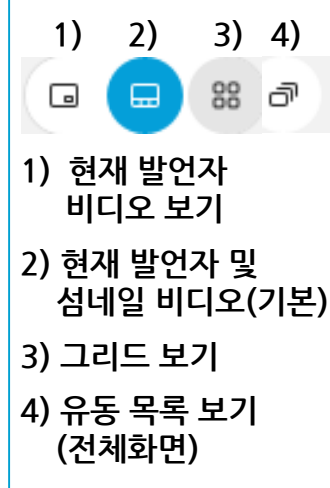 1) 2) 3) 4)
1) 현재 발언자
비디오 보기
2) 현재 발언자 및
섬네일 비디오(기본)
3) 그리드 보기
4) 유동 목록 보기
(전체화면)